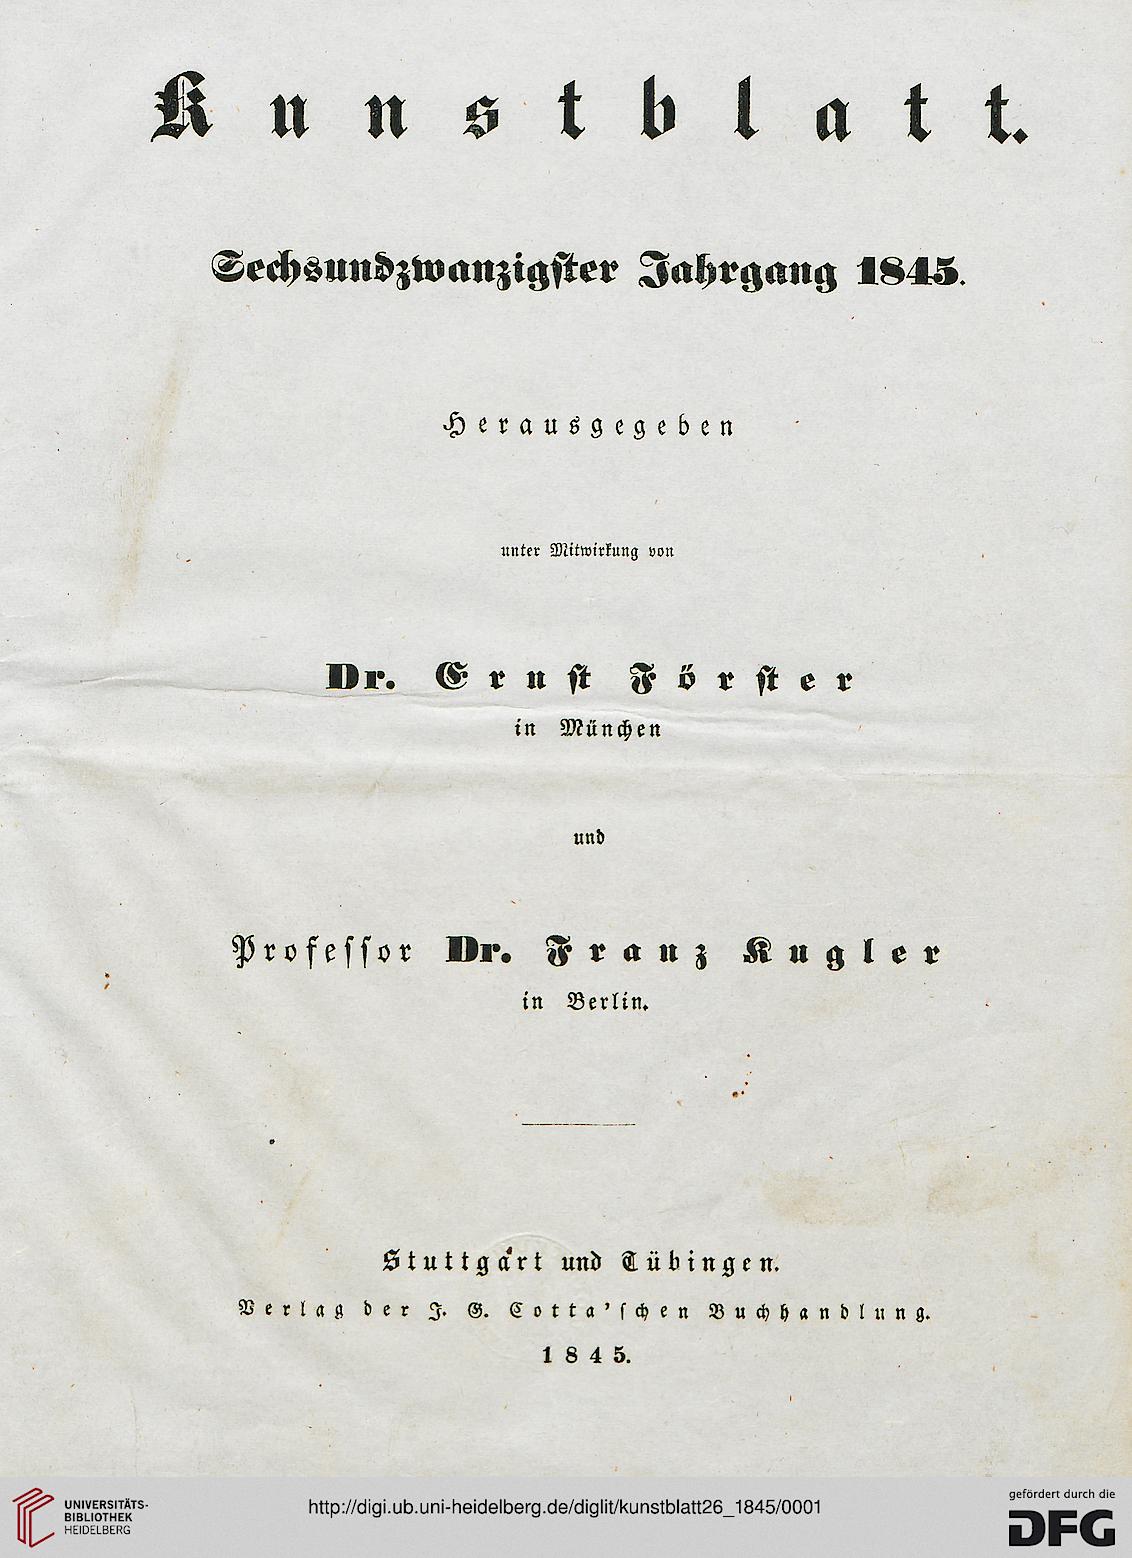 Kunstblatt.
Sechsundzwanzigster Jahrgang 1845.
Herausgegeben
unter Mitwirkung von
Dr. Ernst Förster
in München
und
Professor Dr. Franz Kugler
in Berlin.
Stuttgart und Tübingen.
Verlag der J. G. Cotta'schen Buchhandlung.
1845.
UNIVERSITÄTS-
BIBLIOTHEK
HEIDELBERG
http://digi.ub.uni-heidelberg.de/diglit/kunstblatt26_1845/0001
gefördert durch die
DFG